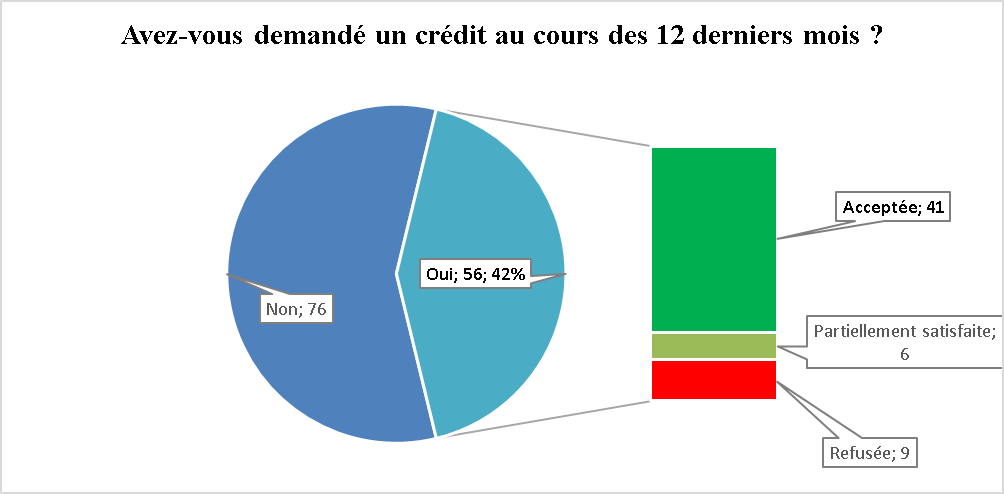 Avez-vous demandé un crédit au cours des 12 derniers mois ?
Acceptée; 41
Oui; 56; 42%
Non; 76
Partiellement satisfaite;
6
Refusée; 9